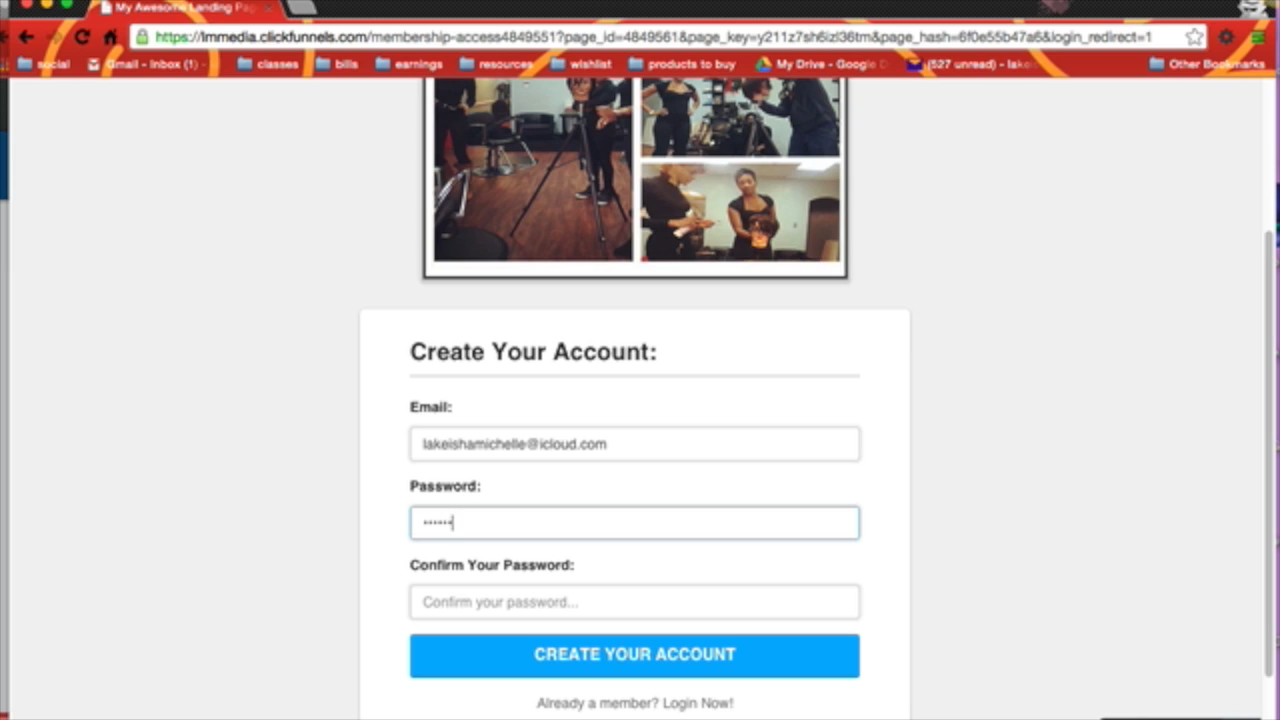 My Awesome Landing Pag
https://lmmedia.clickfunnels.com/membership-access4849551?page_id=4849561&page_key=y211z7sh6izl36tm&page_hash=6f0e55b47a6&login_redirect=1
social Gmail - Inbox (1) classes bills earnings resources wishlist products to buy My Drive - Google D (527 unread) - lake Other Bookmarks
Create Your Account:
Email:
lakeishamichelle@icloud.com
Password:
Confirm Your Password:
Confirm your password...
CREATE YOUR ACCOUNT
Already a member? Login Now!